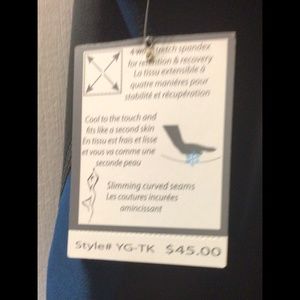 4 way stretch spandex
for retention & recovery
La tissu extensible à
quatre manières pour
stabilité et récupération
Cool to the touch and
fits like a second skin
En tissu est frais et lisse
et vous va comme une
seconde peau
Slimming curved seams
Les coutures incurées
amincissant
Style# YG-TK $45.00